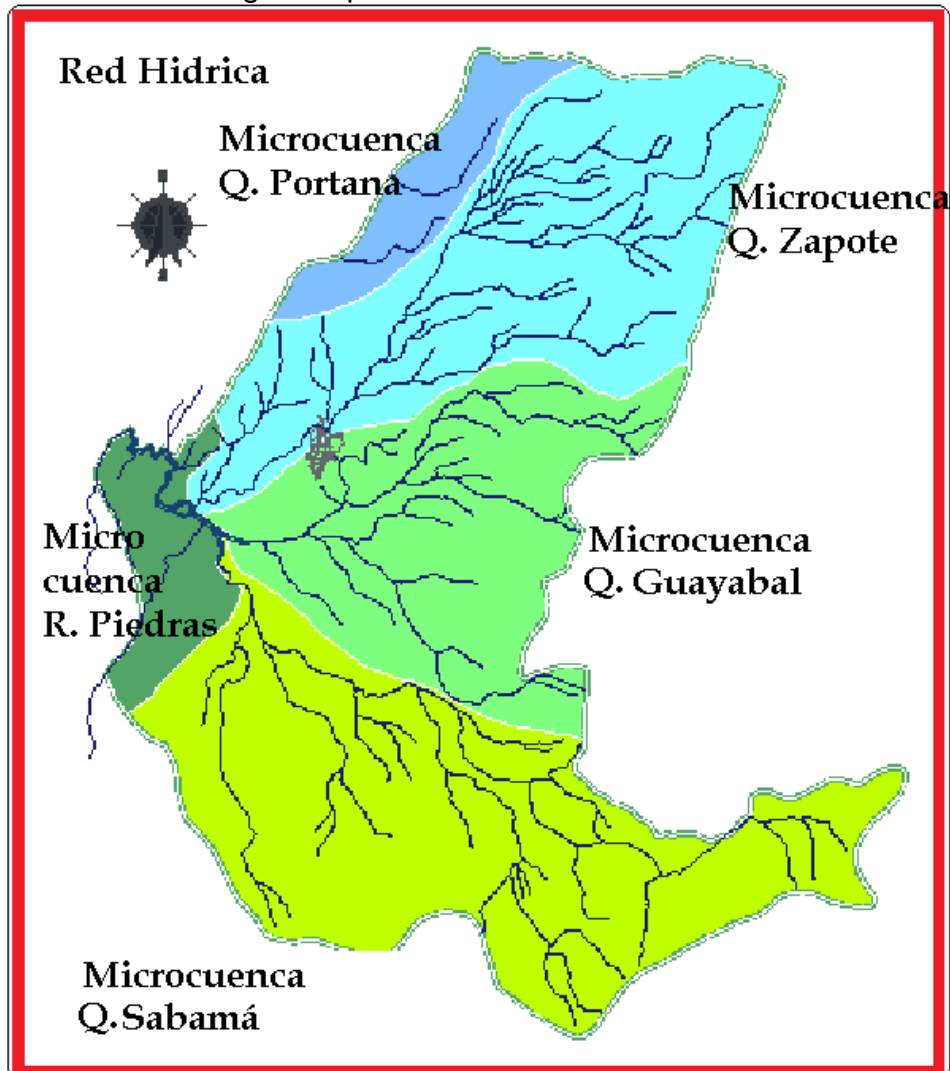 Red Hidrica
Microcuenca
Q. Portana
Microcuenca
Q. Zapote
Micro
cuenca
R. Piedras
Microcuenca
Q. Guayabal
Microcuenca
Q. Sabamá